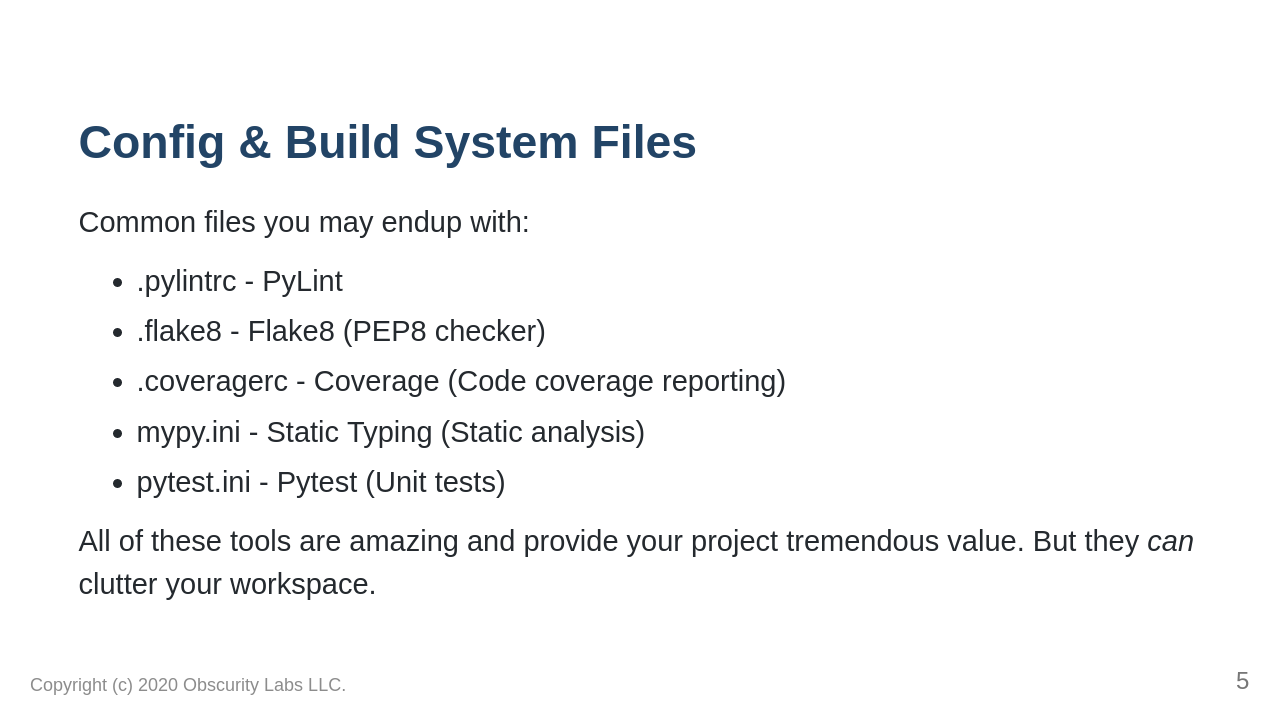 Config & Build System Files
Common files you may endup with:
.pylintrc - PyLint
.flake8 - Flake8 (PEP8 checker)
.coveragerc - Coverage (Code coverage reporting)
mypy.ini - Static Typing (Static analysis)
pytest.ini - Pytest (Unit tests)
All of these tools are amazing and provide your project tremendous value. But they can
clutter your workspace.
Copyright (c) 2020 Obscurity Labs LLC.
5